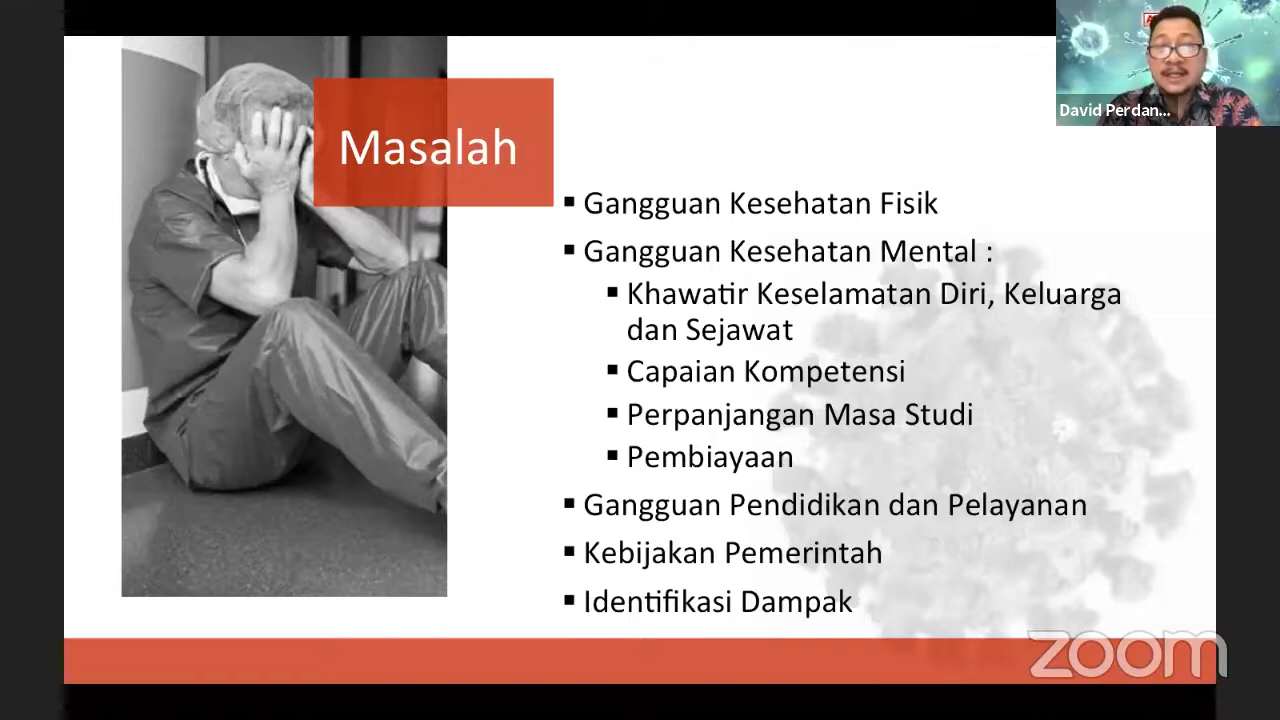 Masalah
David Perdan...
▪ Gangguan Kesehatan Fisik
▪ Gangguan Kesehatan Mental :
▪ Khawatir Keselamatan Diri, Keluarga
dan Sejawat
▪ Capaian Kompetensi
▪ Perpanjangan Masa Studi
▪ Pembiayaan
▪ Gangguan Pendidikan dan Pelayanan
▪ Kebijakan Pemerintah
▪ Identifikasi Dampak
zoom